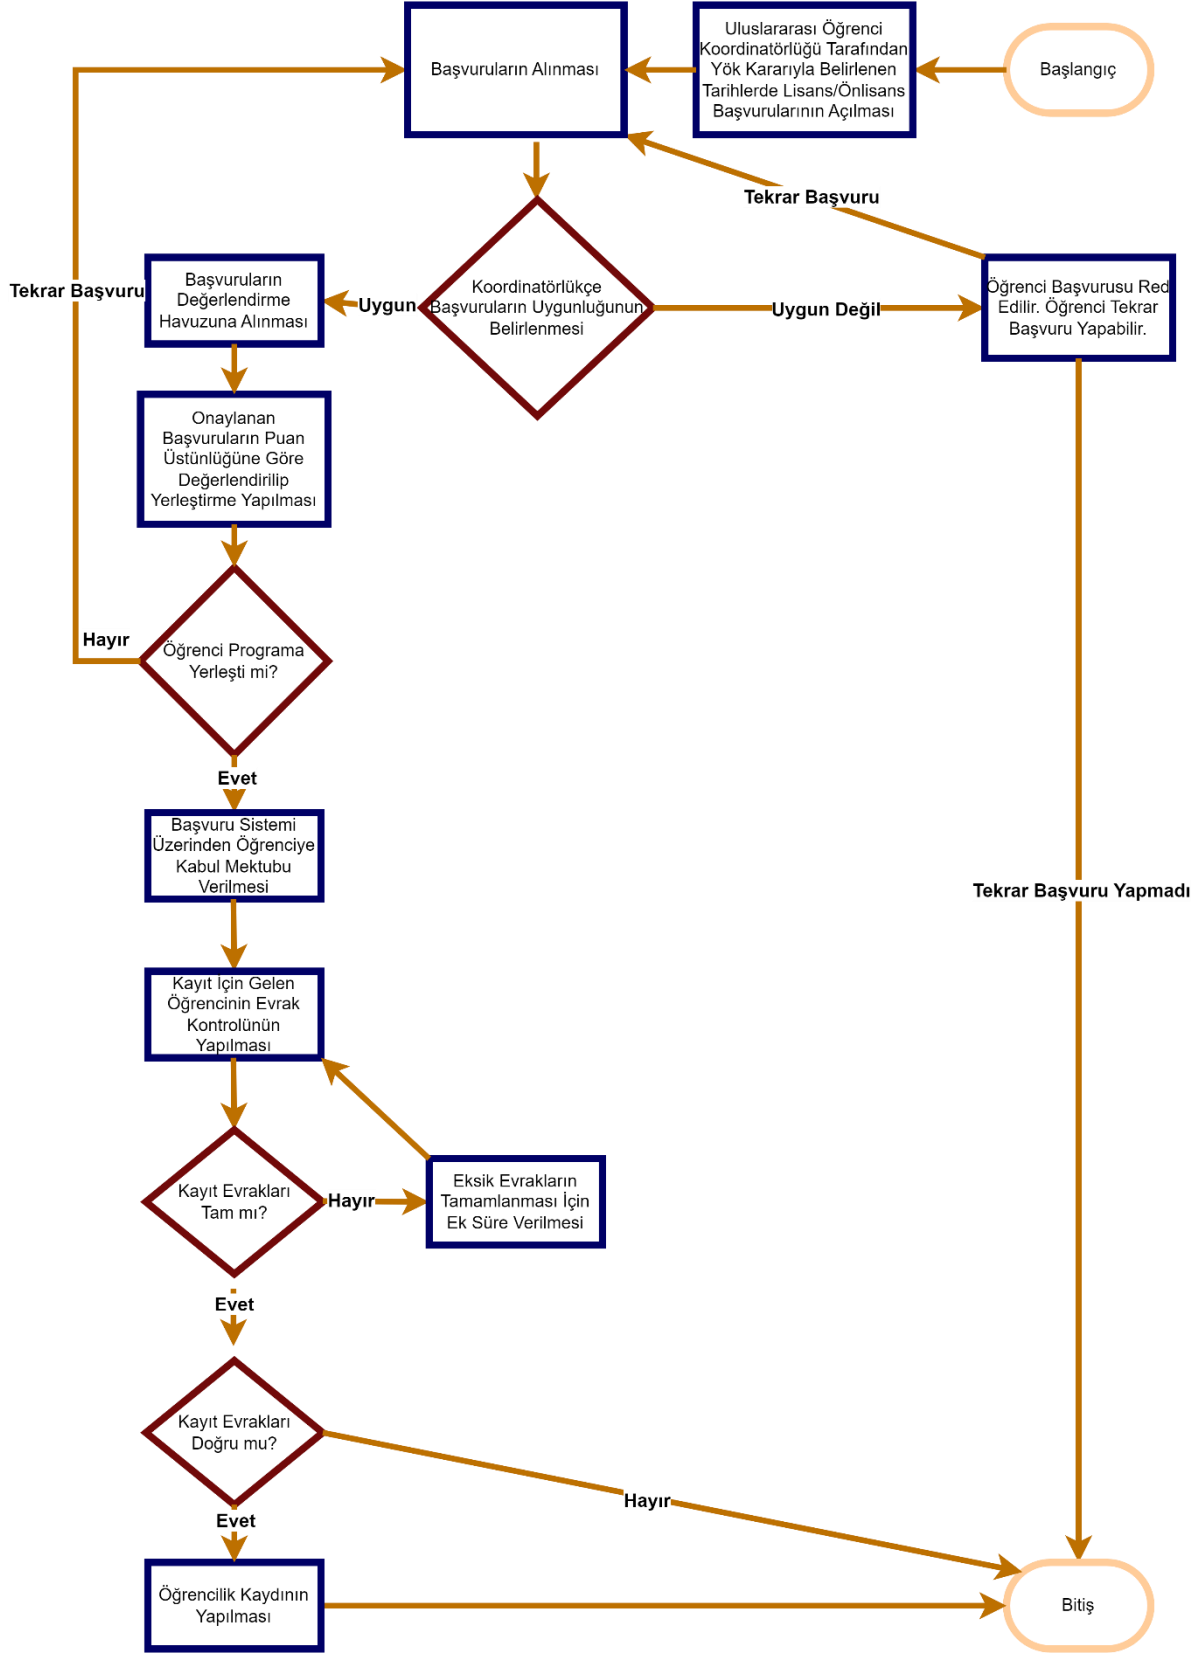 Başlangıç
Uluslararası Öğrenci
Koordinatörlüğü Tarafından
Yök Kararıyla Belirlenen
Tarihlerde Lisans/Önlisans
Başvurularının Açılması
Başvuruların Alınması
Tekrar Başvuru
Koordinatörlükçe
Başvuruların Uygunluğunun
Belirlenmesi
Uygun Değil
Öğrenci Başvurusu Red
Edilir. Öğrenci Tekrar
Başvuru Yapabilir.
Uygun
Başvuruların
Değerlendirme
Havuzuna Alınması
Tekrar Başvuru
Onaylanan
Başvuruların Puan
Üstünlüğüne Göre
Değerlendirilip
Yerleştirme Yapılması
Hayır
Öğrenci Programa
Yerleşti mi?
Evet
Başvuru Sistemi
Üzerinden Öğrenciye
Kabul Mektubu
Verilmesi
Tekrar Başvuru Yapmadı
Kayıt İçin Gelen
Öğrencinin Evrak
Kontrolünün
Yapılması
Kayıt Evrakları
Tam mı?
Hayır
Eksik Evrakların
Tamamlanması İçin
Ek Süre Verilmesi
Evet
Kayıt Evrakları
Doğru mu?
Hayır
Evet
Öğrencilik Kaydının
Yapılması
Bitiş